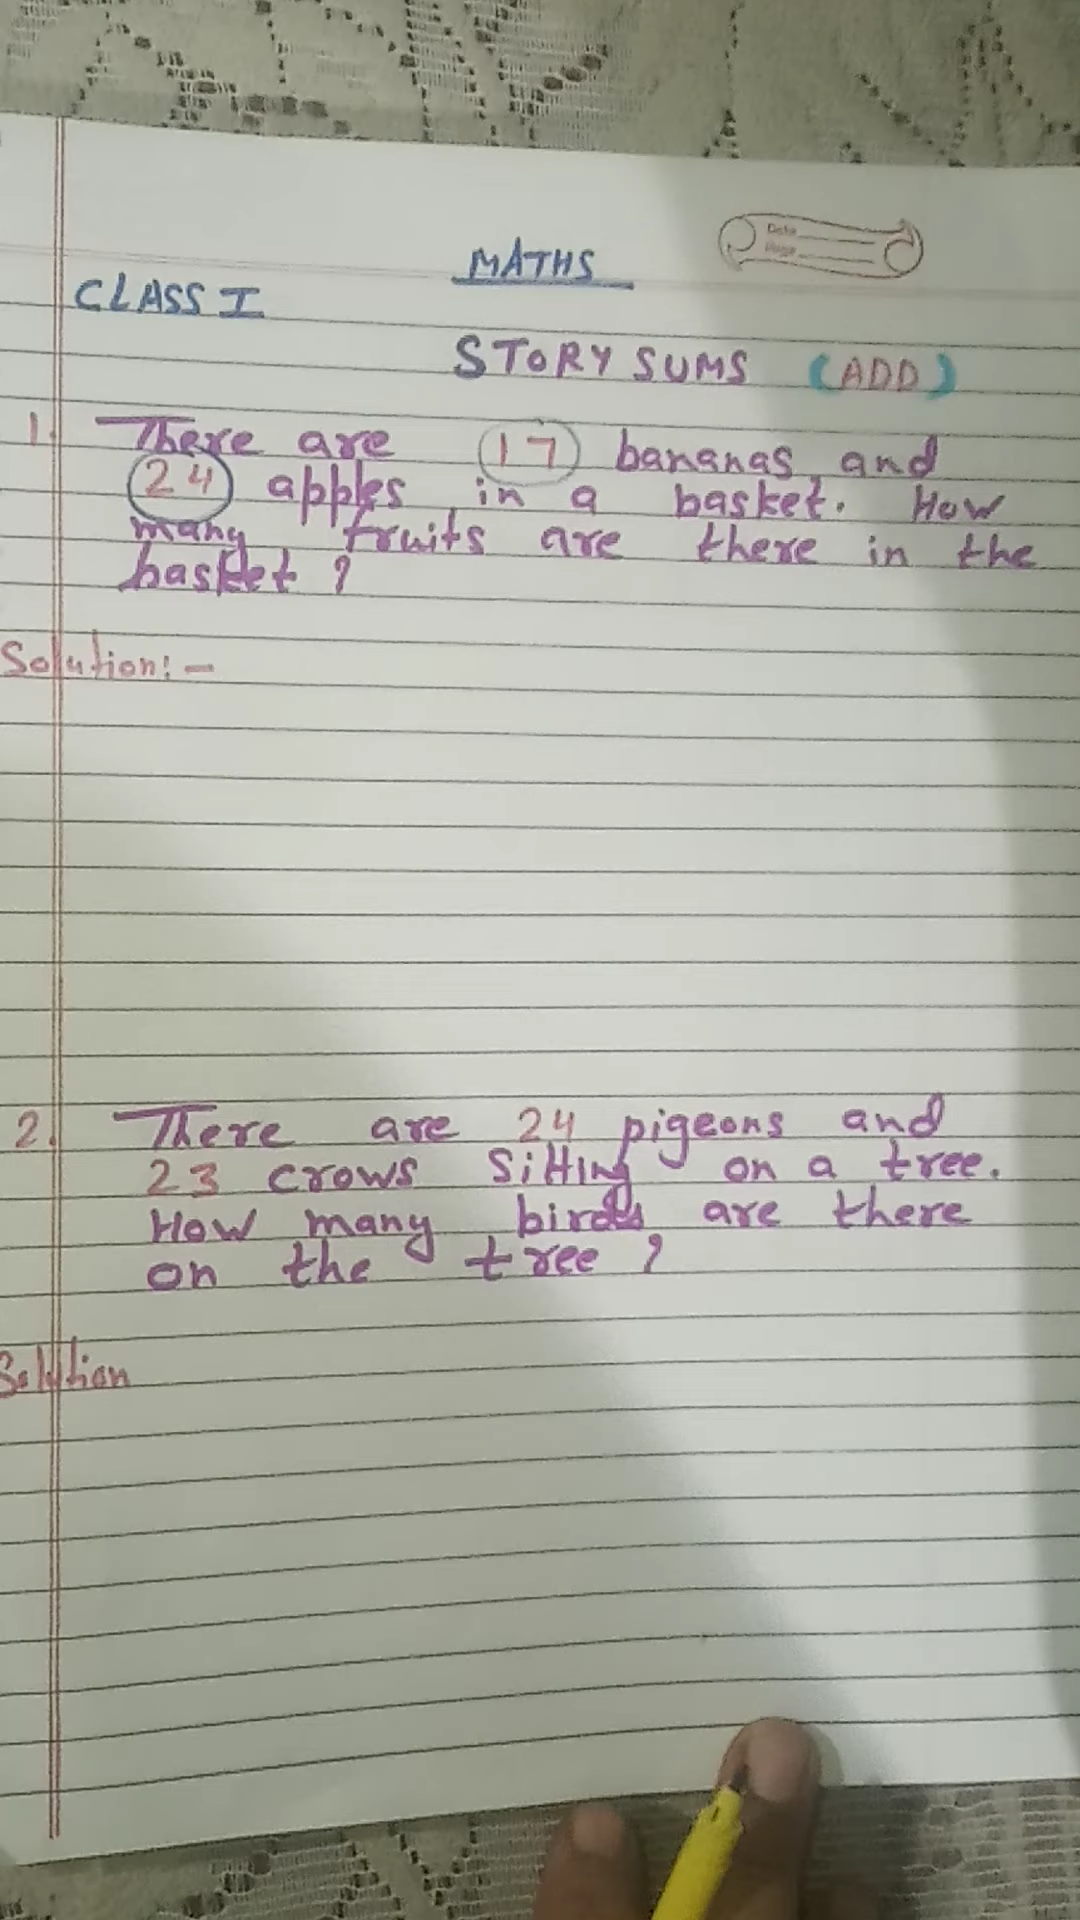 MATHS
Date
Page
CLASS I
STORY SUMS (ADD)
1. There are 17 bananas and
24 apples in a basket. How
many fruits are there in the
basket ?
Solution:-
2. There are 24 pigeons and
23 crows sitting on a tree.
How many birds are there
on the tree ?
Solution